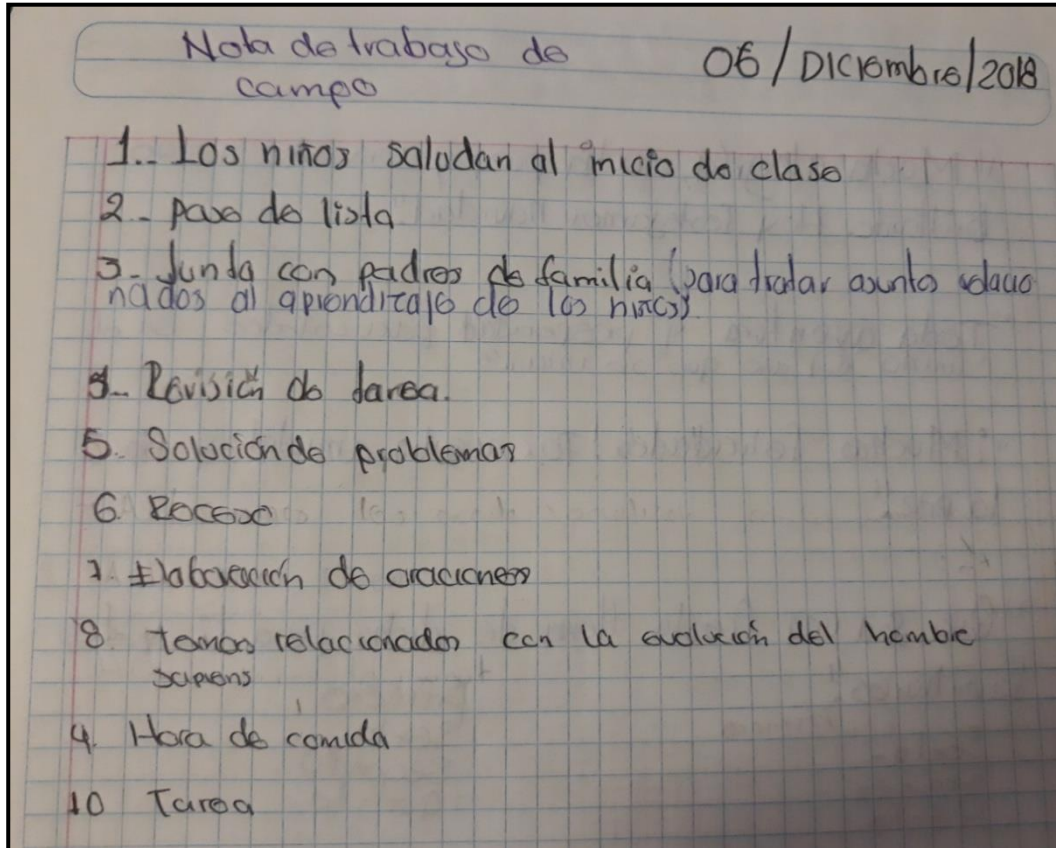 Nota de trabajo de
campo
06/Diciembre/2018
1.- Los niños saludan al inicio de clase
2.- pase de lista
3.- Junta con padres de familia (para tratar asunto relacio
nados al aprendizaje de los niños)
4.- Revisión de tarea.
5. Solución de problemas
6. Receso
7. Elaboración de oraciones
8. temas relacionados con la evolución del hombre
sapiens
9. Hora de comida
10 Tarea